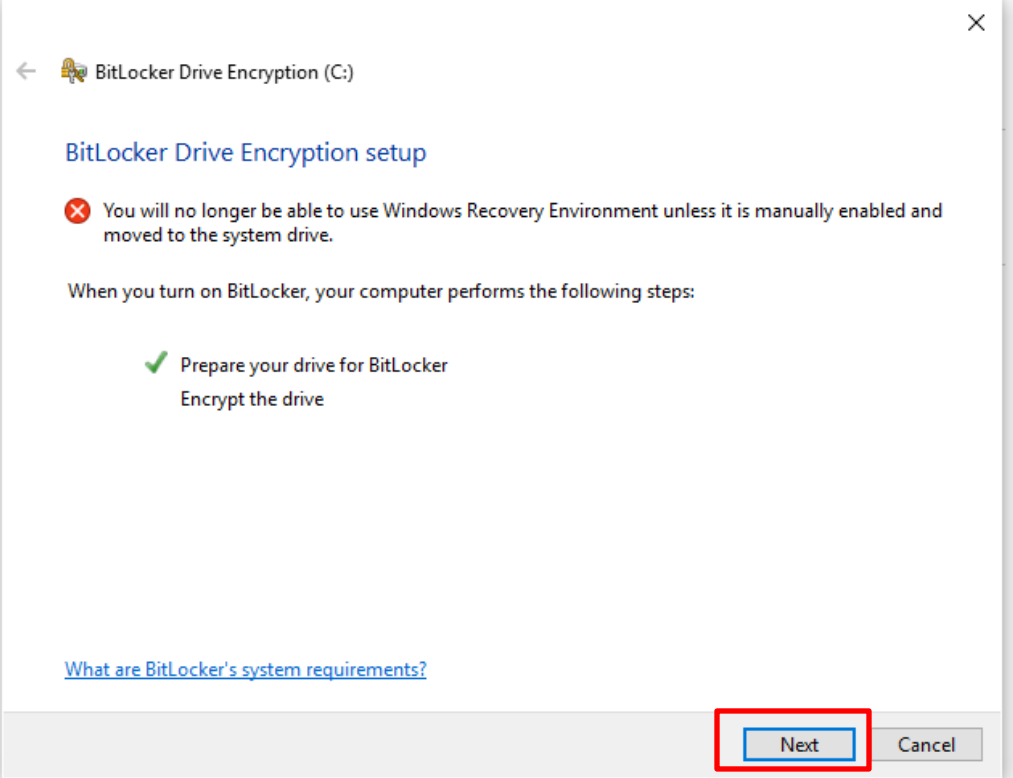 BitLocker Drive Encryption (C:)
BitLocker Drive Encryption setup
You will no longer be able to use Windows Recovery Environment unless it is manually enabled and
moved to the system drive.
When you turn on BitLocker, your computer performs the following steps:
Prepare your drive for BitLocker
Encrypt the drive
What are BitLocker's system requirements?
Next Cancel